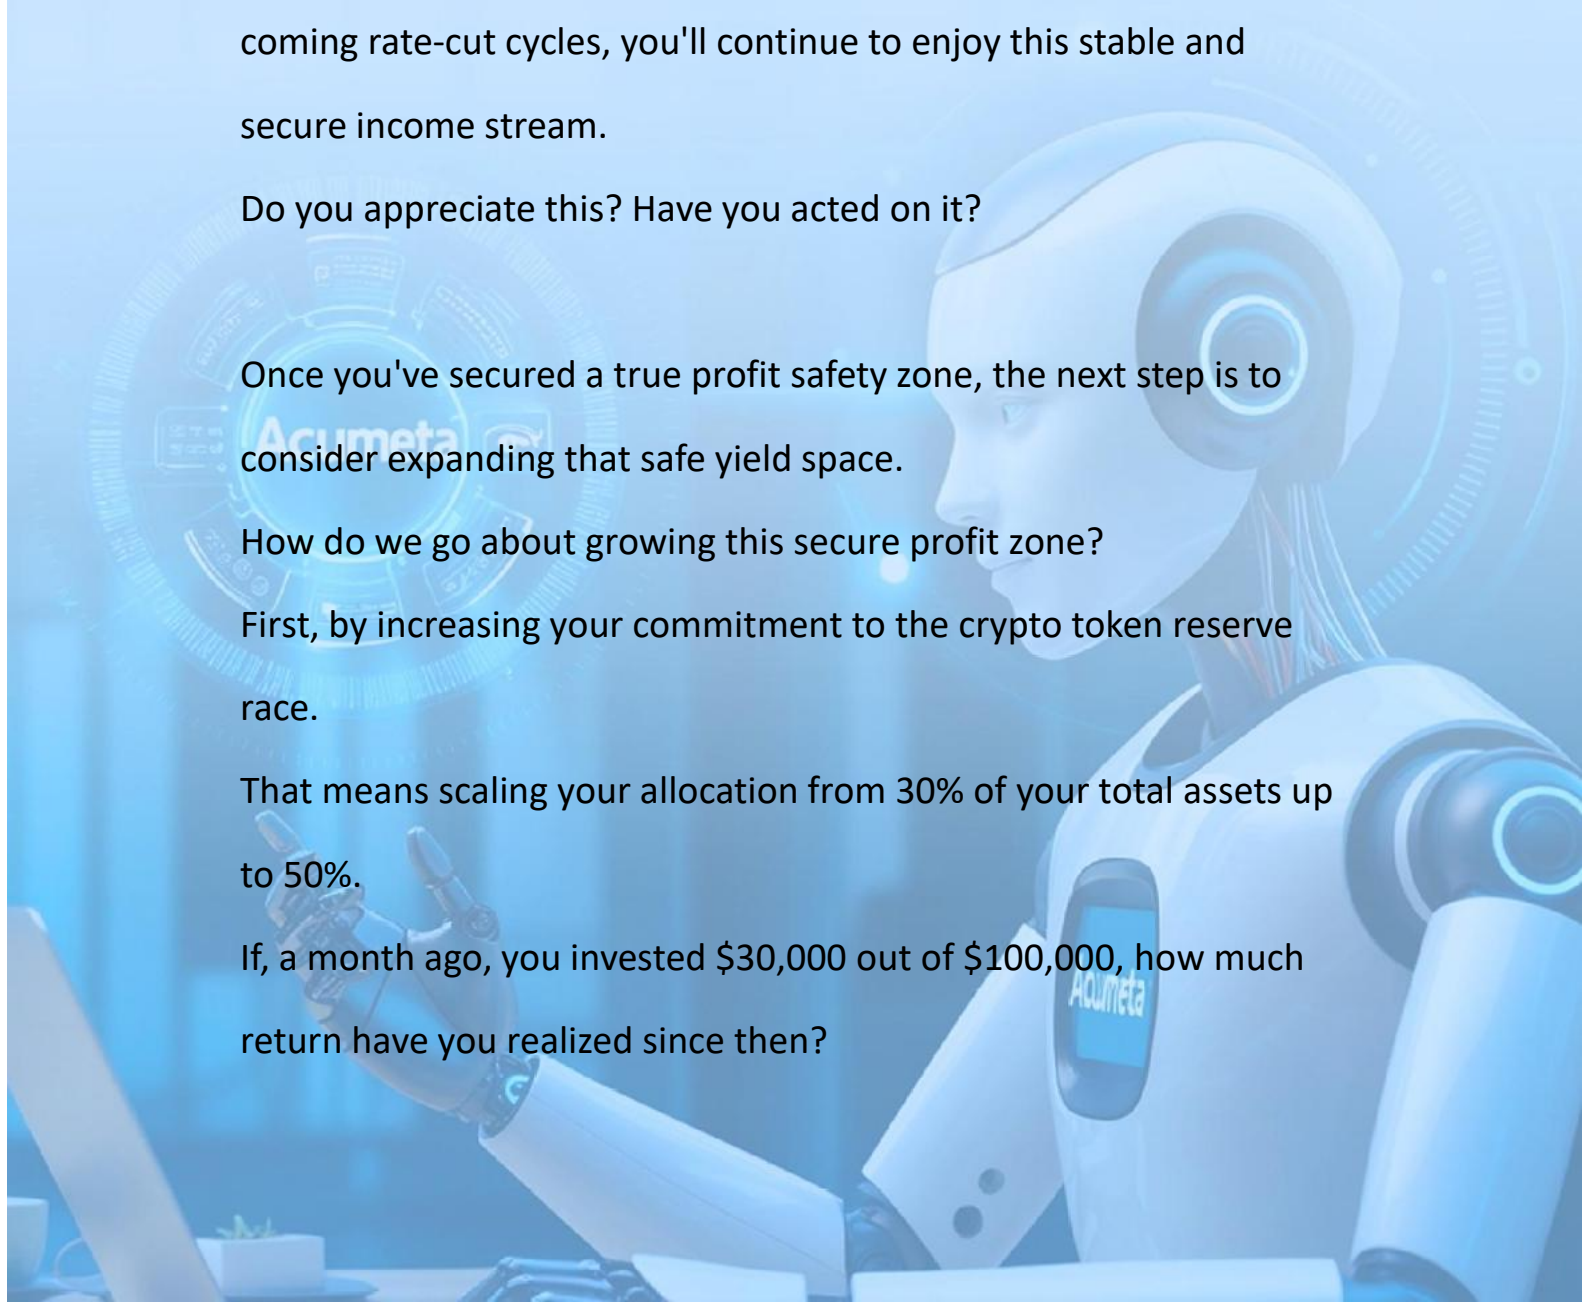 coming rate-cut cycles, you'll continue to enjoy this stable and
secure income stream.
Do you appreciate this? Have you acted on it?
Once you've secured a true profit safety zone, the next step is to
Acumeta
consider expanding that safe yield space.
How do we go about growing this secure profit zone?
First, by increasing your commitment to the crypto token reserve
race.
That means scaling your allocation from 30% of your total assets up
to 50%.
If, a month ago, you invested $30,000 out of $100,000, how much
Acumeta
return have you realized since then?